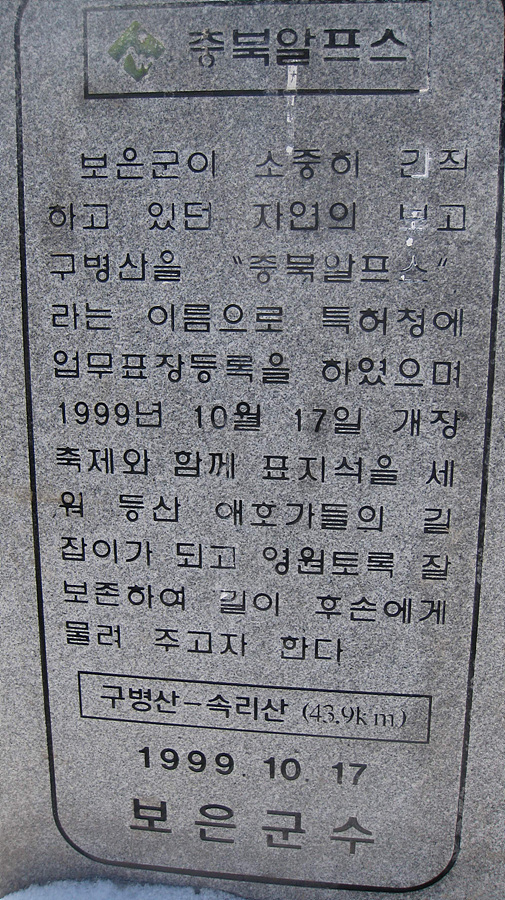 충북알프스
보은군이 소중히 간직
하고 있던 자연의 보고
구병산을 "충북알프스"
라는 이름으로 특허청에
업무표장등록을 하였으며
1999년 10월 17일 개장
축제와 함께 표지석을 세
워 등산 애호가들의 길
잡이가 되고 영원토록 잘
보존하여 길이 후손에게
물려 주고자 한다
구병산-속리산 (43.9km)
1999. 10. 17
보은군수